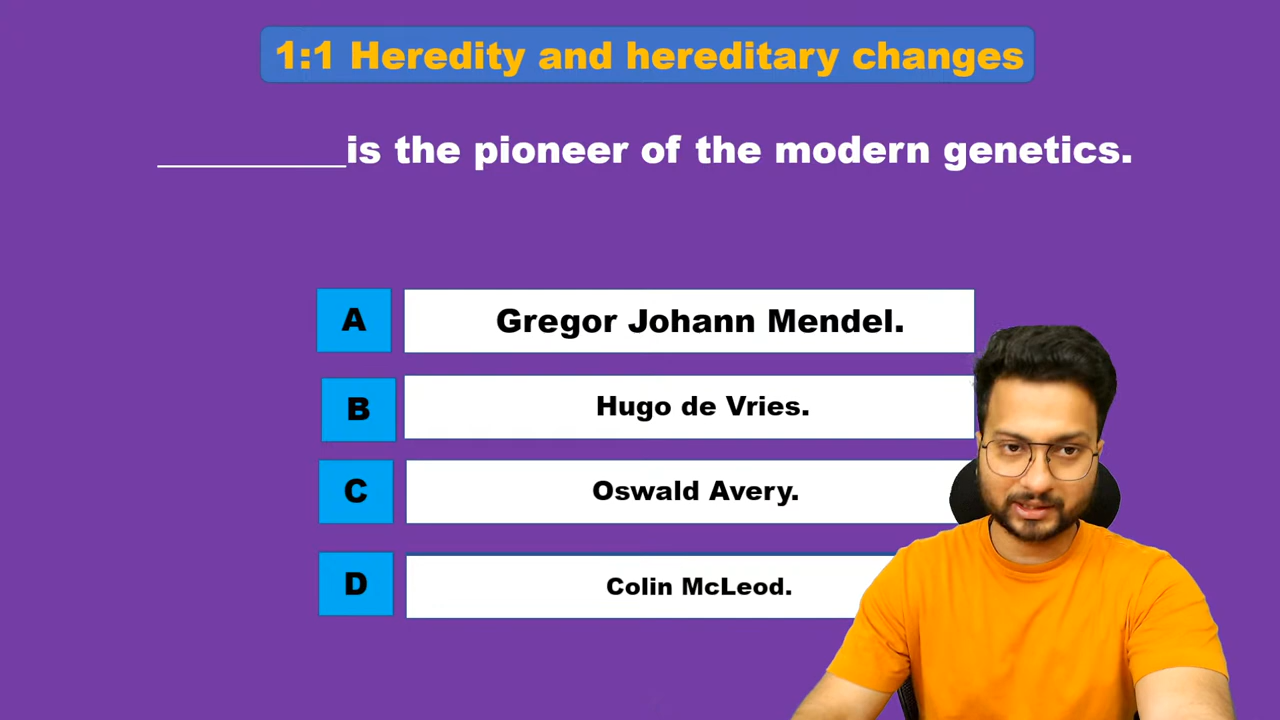 1:1 Heredity and hereditary changes
_________is the pioneer of the modern genetics.
A
Gregor Johann Mendel.
B
Hugo de Vries.
C
Oswald Avery.
D
Colin McLeod.